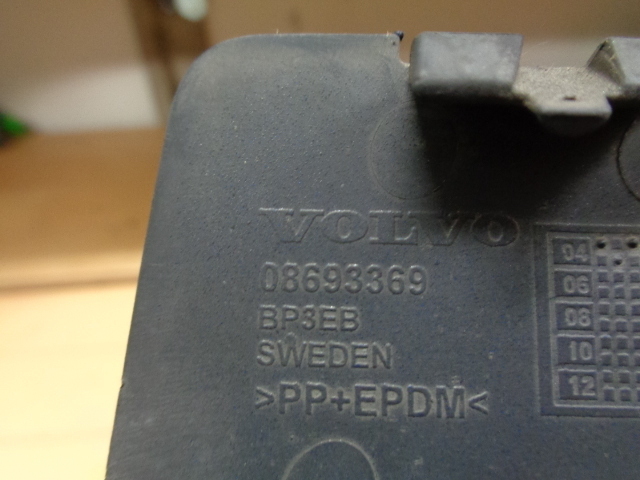 VOLVO
08693369
BP3EB
SWEDEN
>PP+EPDM<
04
06
08
10
12